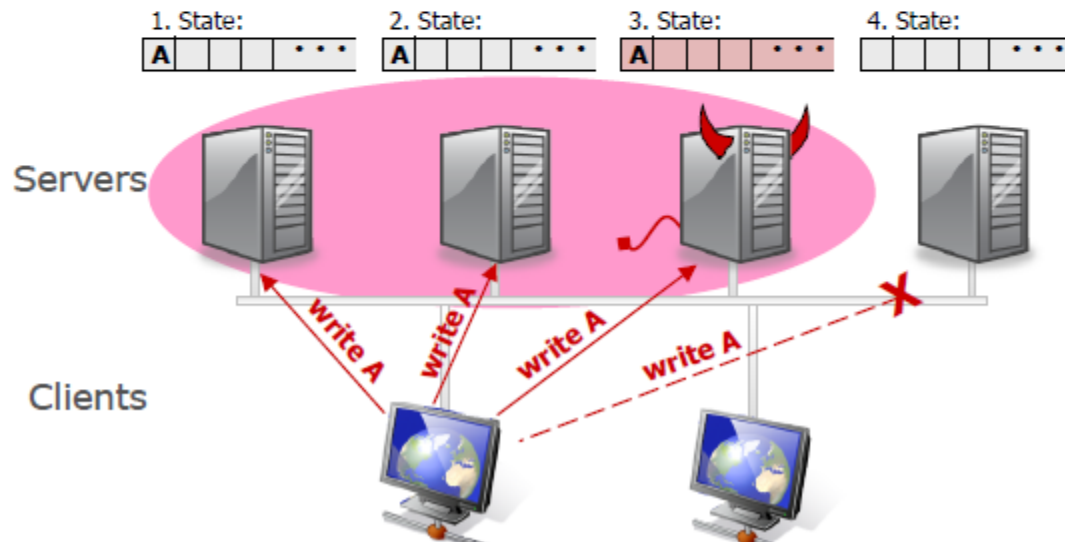 1. State:
2. State:
3. State:
4. State:
A
• • •
A
• • •
A
• • •
• • •
Servers
write A
write A
write A
write A
X
Clients